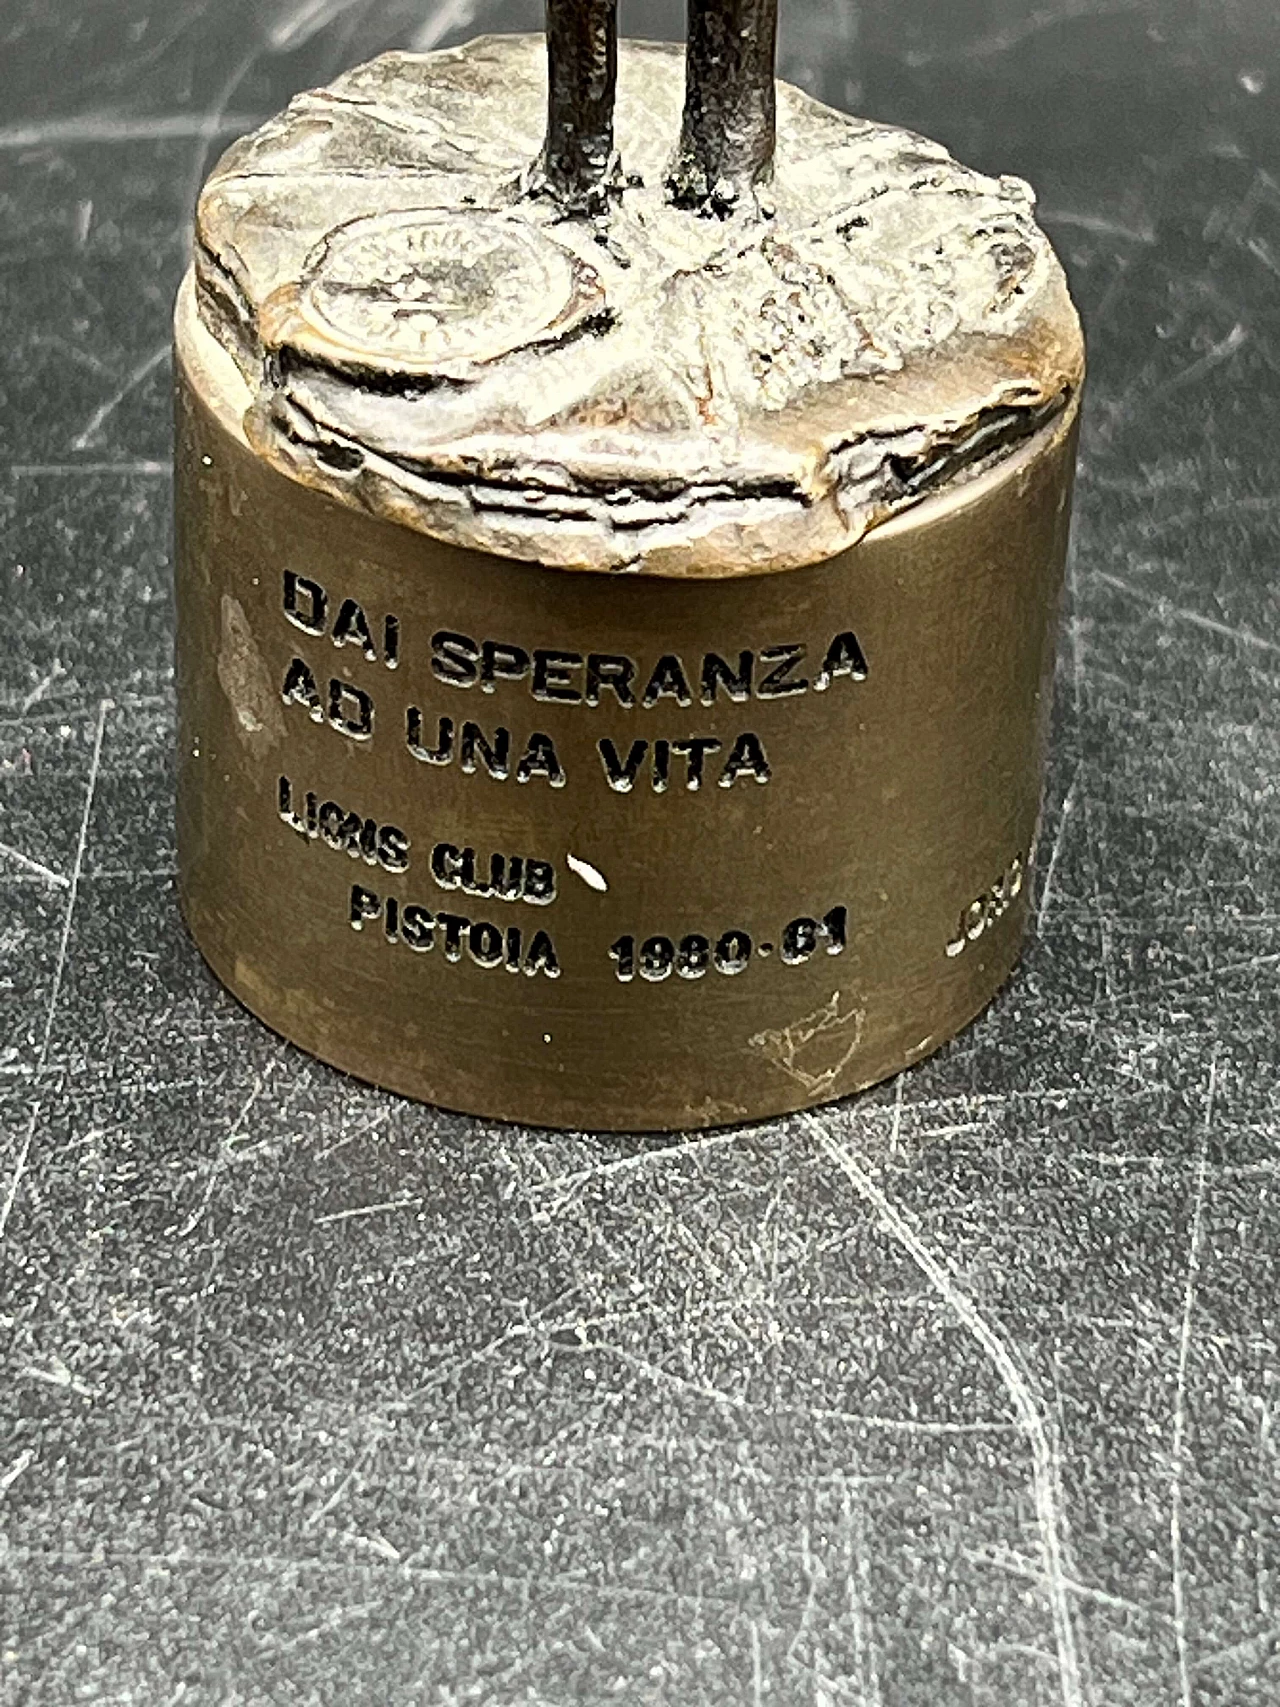 DAI SPERANZA
AD UNA VITA
LIONS CLUB
PISTOIA 1980-81